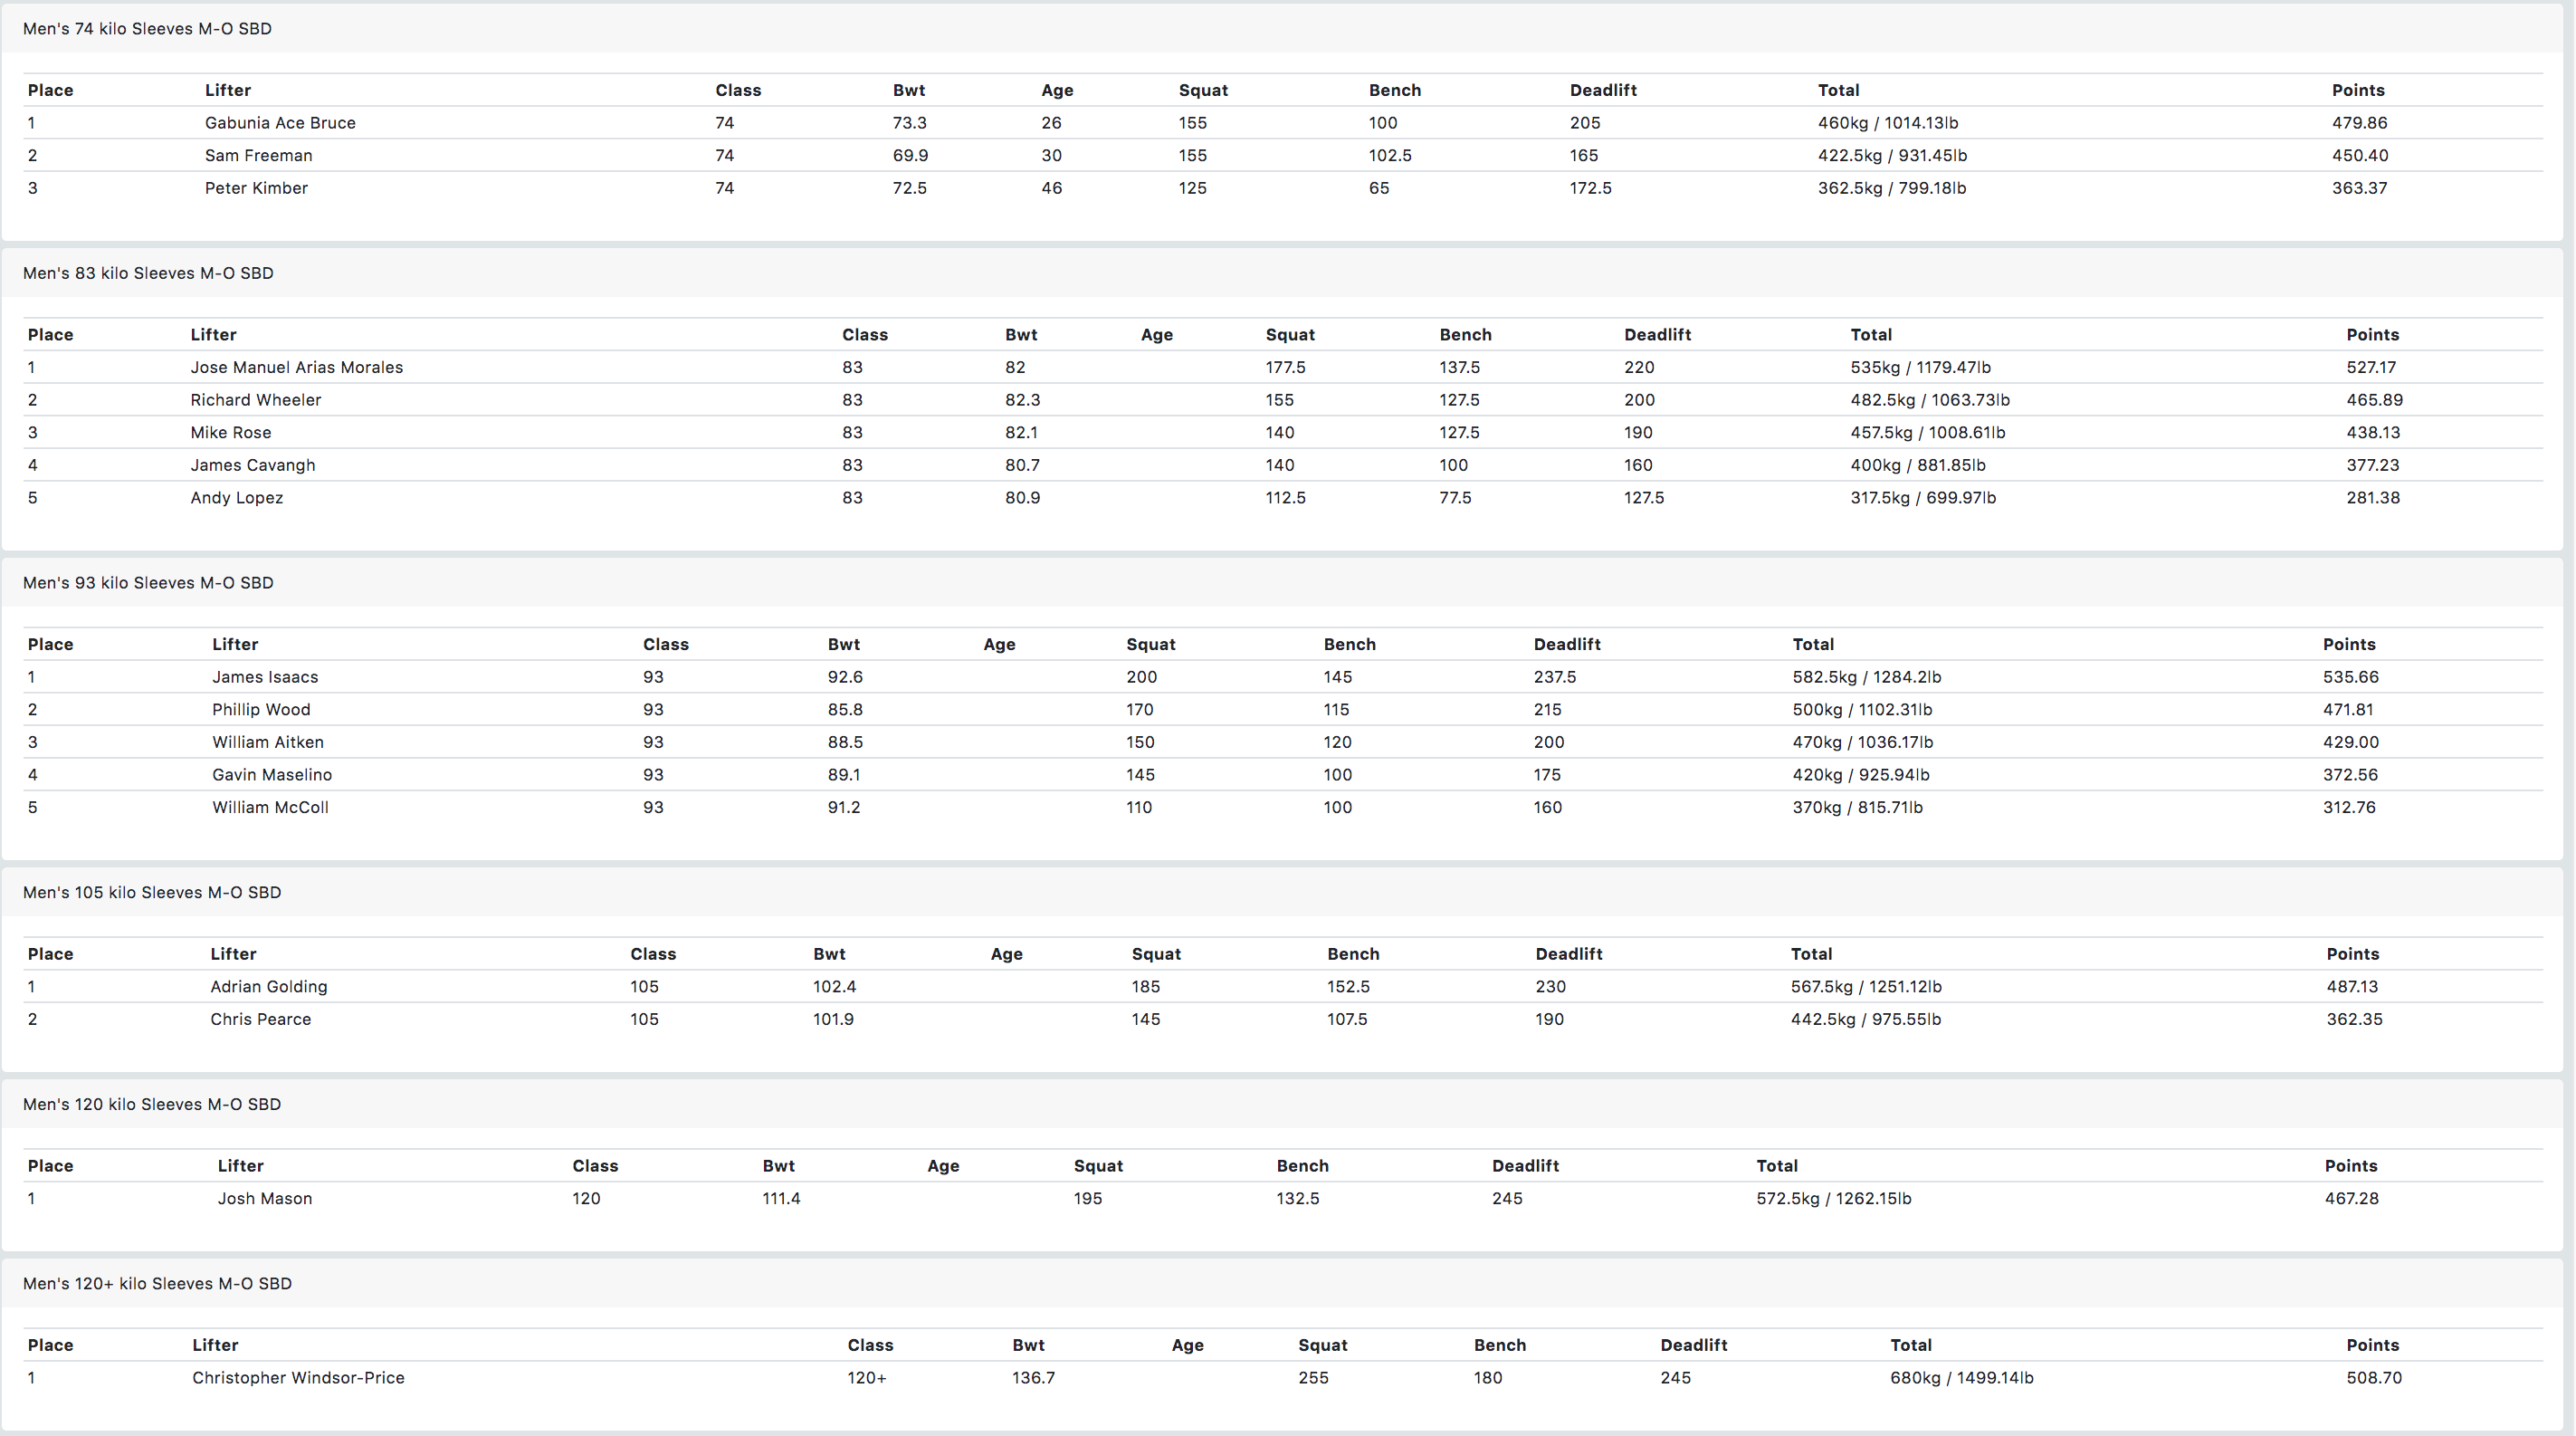 Men's 74 kilo Sleeves M-O SBD
Place Lifter Class Bwt Age Squat Bench Deadlift Total Points
1 Gabunia Ace Bruce 74 73.3 26 155 100 205 460kg / 1014.13lb 479.86
2 Sam Freeman 74 69.9 30 155 102.5 165 422.5kg / 931.45lb 450.40
3 Peter Kimber 74 72.5 46 125 65 172.5 362.5kg / 799.18lb 363.37
Men's 83 kilo Sleeves M-O SBD
Place Lifter Class Bwt Age Squat Bench Deadlift Total Points
1 Jose Manuel Arias Morales 83 82 177.5 137.5 220 535kg / 1179.47lb 527.17
2 Richard Wheeler 83 82.3 155 127.5 200 482.5kg / 1063.73lb 465.89
3 Mike Rose 83 82.1 140 127.5 190 457.5kg / 1008.61lb 438.13
4 James Cavangh 83 80.7 140 100 160 400kg / 881.85lb 377.23
5 Andy Lopez 83 80.9 112.5 77.5 127.5 317.5kg / 699.97lb 281.38
Men's 93 kilo Sleeves M-O SBD
Place Lifter Class Bwt Age Squat Bench Deadlift Total Points
1 James Isaacs 93 92.6 200 145 237.5 582.5kg / 1284.2lb 535.66
2 Phillip Wood 93 85.8 170 115 215 500kg / 1102.31lb 471.81
3 William Aitken 93 88.5 150 120 200 470kg / 1036.17lb 429.00
4 Gavin Maselino 93 89.1 145 100 175 420kg / 925.94lb 372.56
5 William McColl 93 91.2 110 100 160 370kg / 815.71lb 312.76
Men's 105 kilo Sleeves M-O SBD
Place Lifter Class Bwt Age Squat Bench Deadlift Total Points
1 Adrian Golding 105 102.4 185 152.5 230 567.5kg / 1251.12lb 487.13
2 Chris Pearce 105 101.9 145 107.5 190 442.5kg / 975.55lb 362.35
Men's 120 kilo Sleeves M-O SBD
Place Lifter Class Bwt Age Squat Bench Deadlift Total Points
1 Josh Mason 120 111.4 195 132.5 245 572.5kg / 1262.15lb 467.28
Men's 120+ kilo Sleeves M-O SBD
Place Lifter Class Bwt Age Squat Bench Deadlift Total Points
1 Christopher Windsor-Price 120+ 136.7 255 180 245 680kg / 1499.14lb 508.70